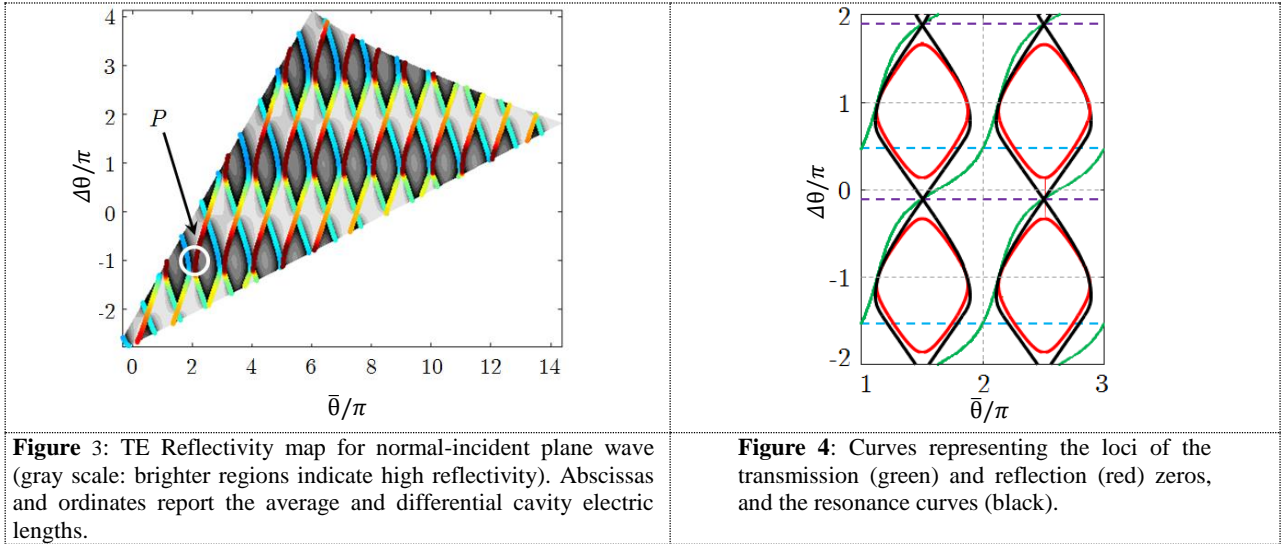 4
3
2
1
0
-1
-2
Δθ/π
P
0 2 4 6 8 10 12 14
θ̄/π
2
1
0
-1
-2
Δθ/π
1 2 3
θ̄/π
Figure 3: TE Reflectivity map for normal-incident plane wave
(gray scale: brighter regions indicate high reflectivity). Abscissas
and ordinates report the average and differential cavity electric
lengths.
Figure 4: Curves representing the loci of the
transmission (green) and reflection (red) zeros,
and the resonance curves (black).